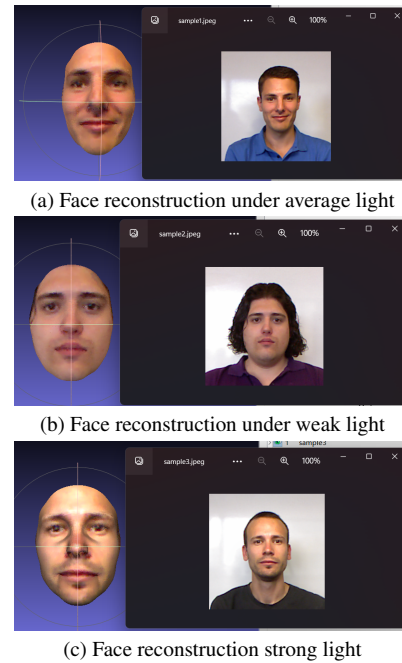 sample1.jpeg
100%
(a) Face reconstruction under average light
sample2.jpeg
100%
(b) Face reconstruction under weak light
1 sample3
sample3.jpeg
100%
(c) Face reconstruction strong light